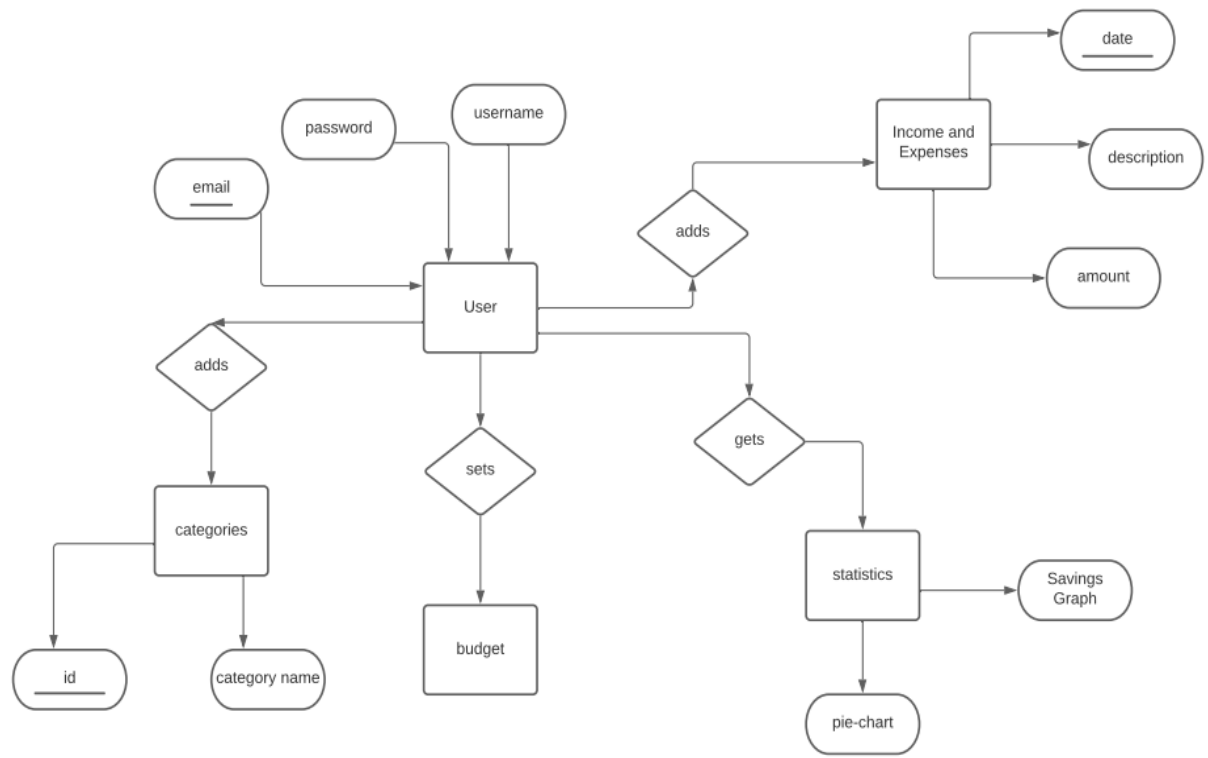 date
username
password
Income and
Expenses
description
email
adds
amount
User
adds
gets
sets
categories
statistics
Savings
Graph
budget
id
category name
pie-chart